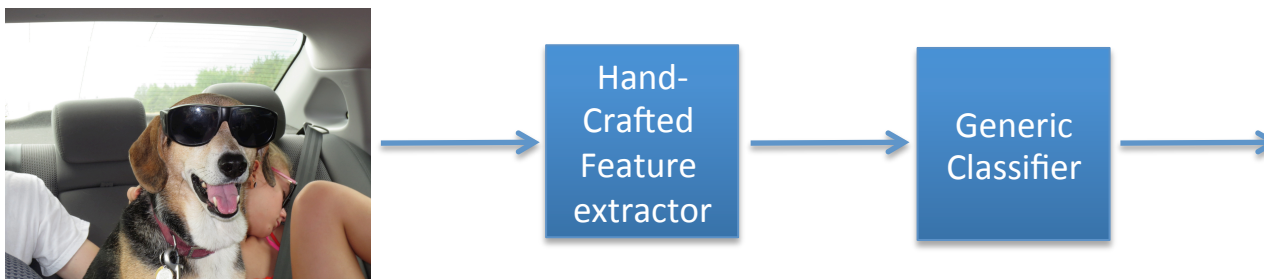 Hand-
Crafted
Feature
extractor
Generic
Classifier